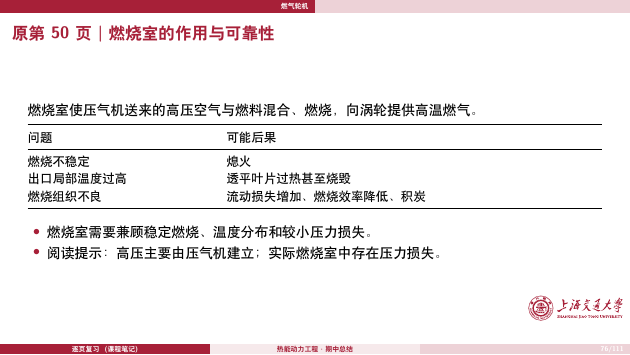 燃气轮机
原第 50 页 | 燃烧室的作用与可靠性
燃烧室使压气机送来的高压空气与燃料混合、燃烧，向涡轮提供高温燃气。
问题 可能后果
燃烧不稳定 熄火
出口局部温度过高 透平叶片过热甚至烧毁
燃烧组织不良 流动损失增加、燃烧效率降低、积炭
• 燃烧室需要兼顾稳定燃烧、温度分布和较小压力损失。
• 阅读提示：高压主要由压气机建立；实际燃烧室中存在压力损失。
上海交通大学
SHANGHAI JIAO TONG UNIVERSITY
逐页复习（课程笔记） 热能动力工程 · 期中总结 76/111